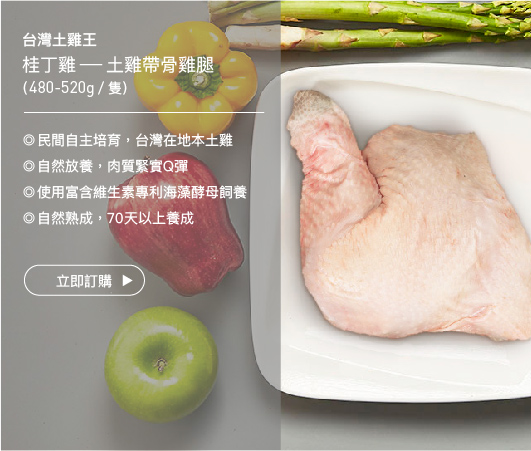 台灣土雞王
桂丁雞 — 土雞帶骨雞腿
(480-520g / 隻)
◎民間自主培育，台灣在地本土雞
◎自然放養，肉質緊實Q彈
◎使用富含維生素專利海藻酵母飼養
◎自然熟成，70天以上養成
立即訂購 ▶